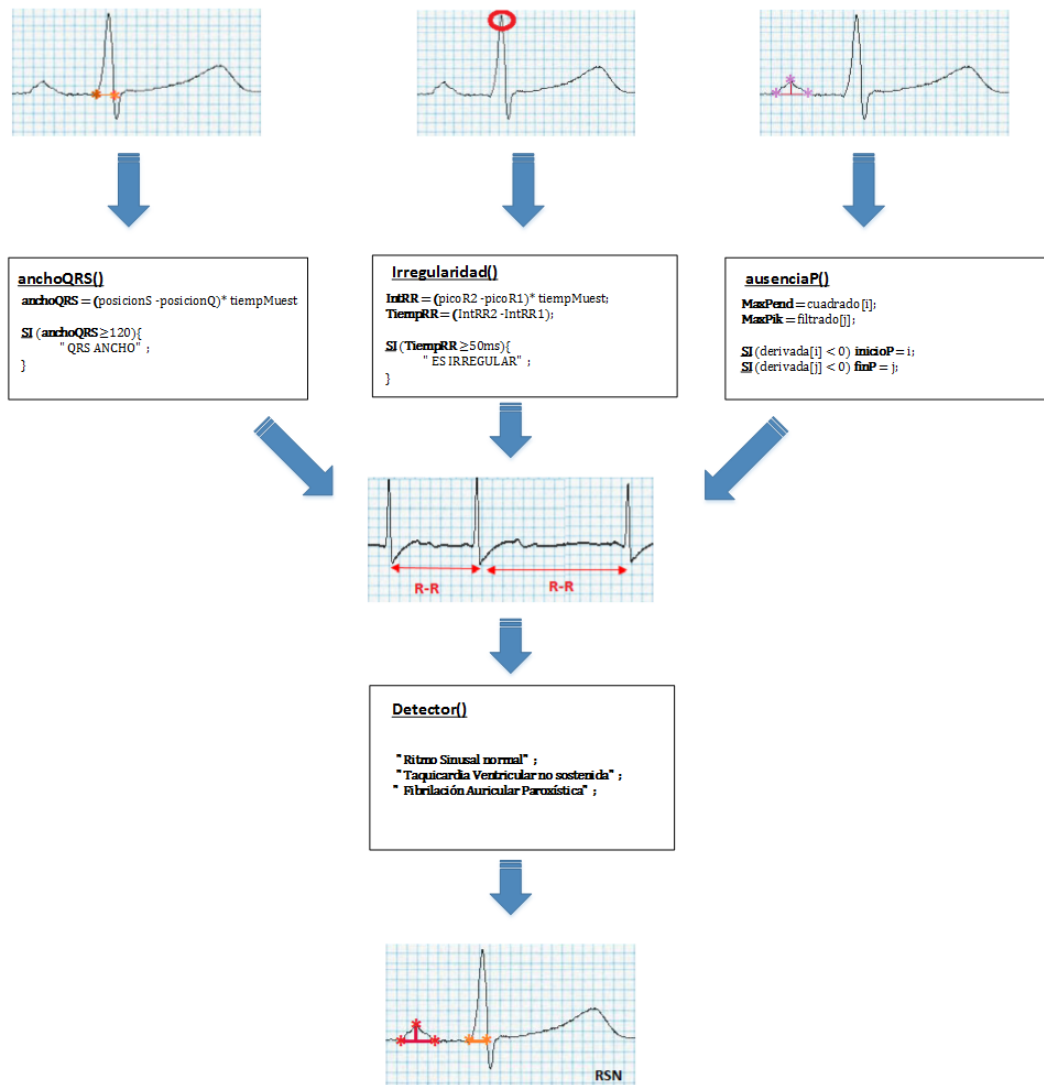 anchoQRS()
anchoQRS = (posicionS -posicionQ)* tiempMuest
SI (anchoQRS ≥120){
" QRS ANCHO" ;
}
Irregularidad()
IntRR = (picoR2 -picoR1)* tiempMuest;
TiempRR = (IntRR2 -IntRR1);
SI (TiempRR ≥50ms){
" ES IRREGULAR" ;
}
ausenciaP()
MaxPend = cuadrado[i];
MaxPik = filtrado[j];
SI (derivada[i] < 0) inicioP = i;
SI (derivada[j] < 0) finP = j;
R-R
R-R
Detector()
" Ritmo Sinusal normal" ;
" Taquicardia Ventricular no sostenida" ;
" Fibrilación Auricular Paroxística" ;
RSN